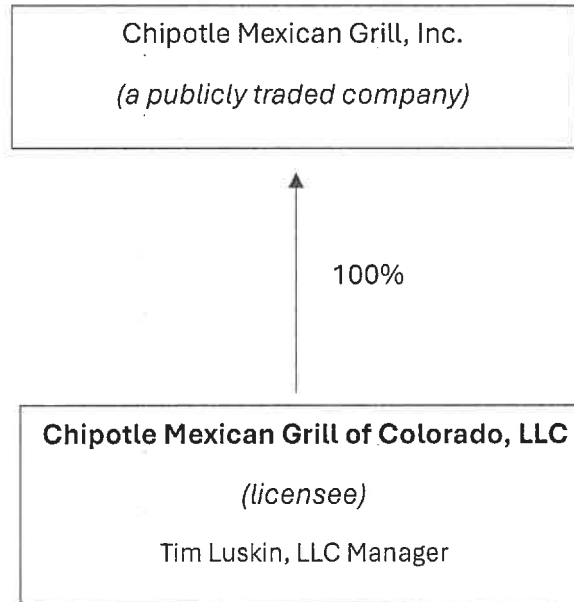 Chipotle Mexican Grill, Inc.
(a publicly traded company)
100%
Chipotle Mexican Grill of Colorado, LLC
(licensee)
Tim Luskin, LLC Manager